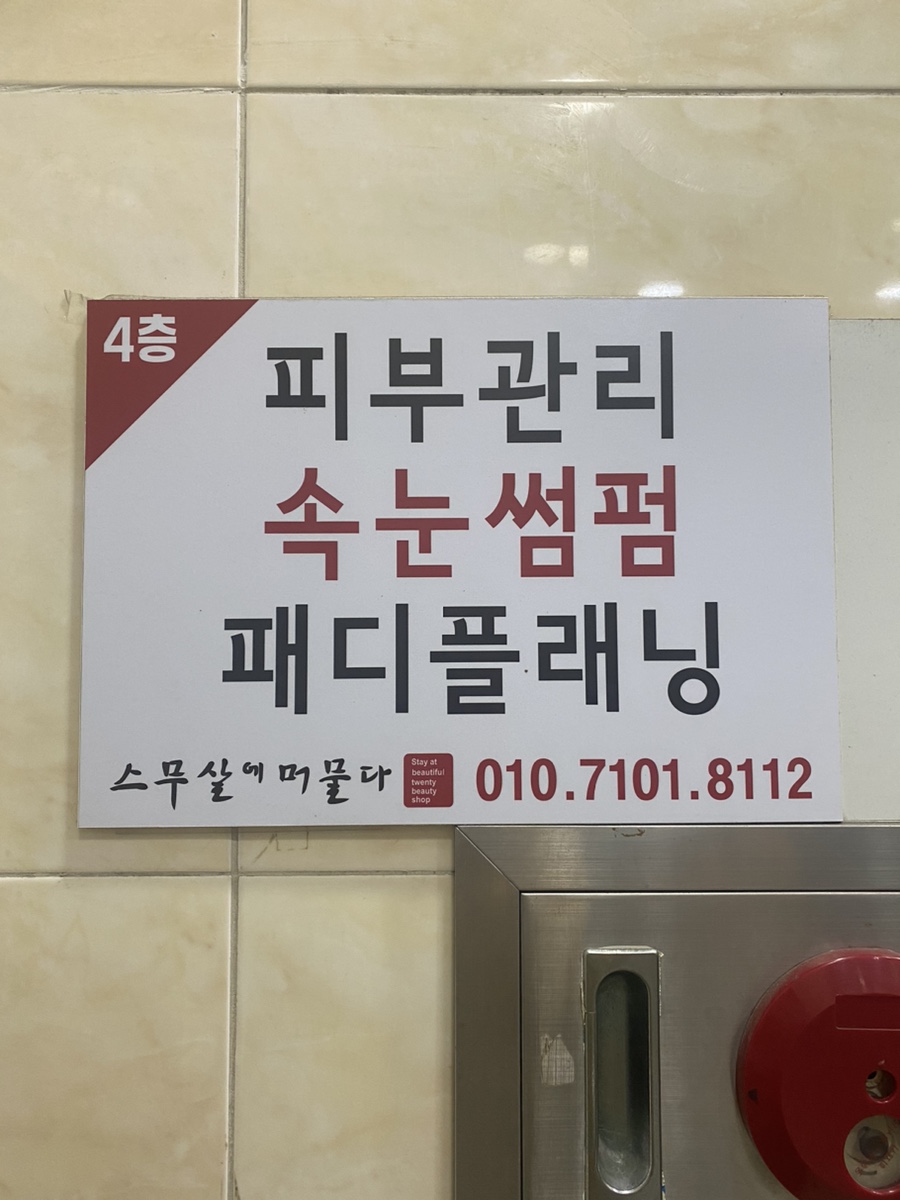 4층
피부관리
속눈썸펌
패디플래닝
스무살에머물다
Stay at
beautiful
twenty
beauty
shop
010.7101.8112